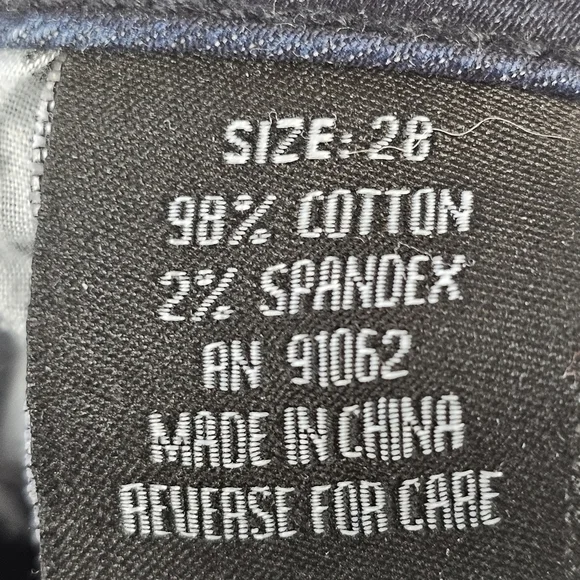 SIZE: 28
98% COTTON
2% SPANDEX
RN 91062
MADE IN CHINA
REVERSE FOR CARE